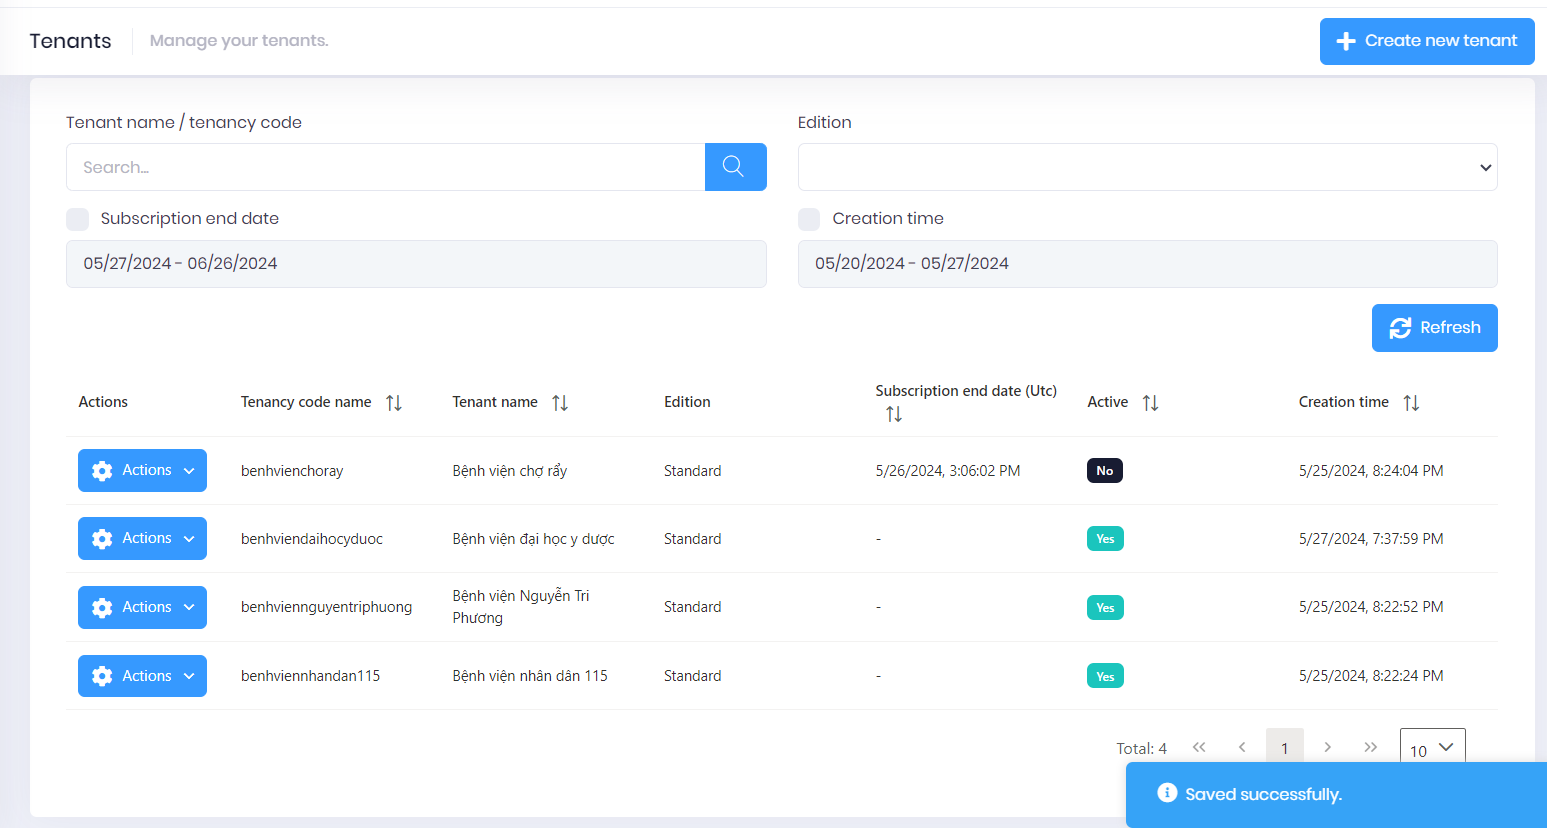 Tenants
Manage your tenants.
Create new tenant
Tenant name / tenancy code
Edition
Search...
Subscription end date
Creation time
05/27/2024 - 06/26/2024
05/20/2024 - 05/27/2024
Refresh
Actions
Tenancy code name
Tenant name
Edition
Subscription end date (Utc)
Active
Creation time
Actions
benhvienchoray
Bệnh viện chợ rẩy
Standard
5/26/2024, 3:06:02 PM
No
5/25/2024, 8:24:04 PM
Actions
benhviendaihocyduoc
Bệnh viện đại học y dược
Standard
-
Yes
5/27/2024, 7:37:59 PM
Actions
benhviennguyentriphuong
Bệnh viện Nguyễn Tri
Phương
Standard
-
Yes
5/25/2024, 8:22:52 PM
Actions
benhviennhandan115
Bệnh viện nhân dân 115
Standard
-
Yes
5/25/2024, 8:22:24 PM
Total: 4
1
10
Saved successfully.